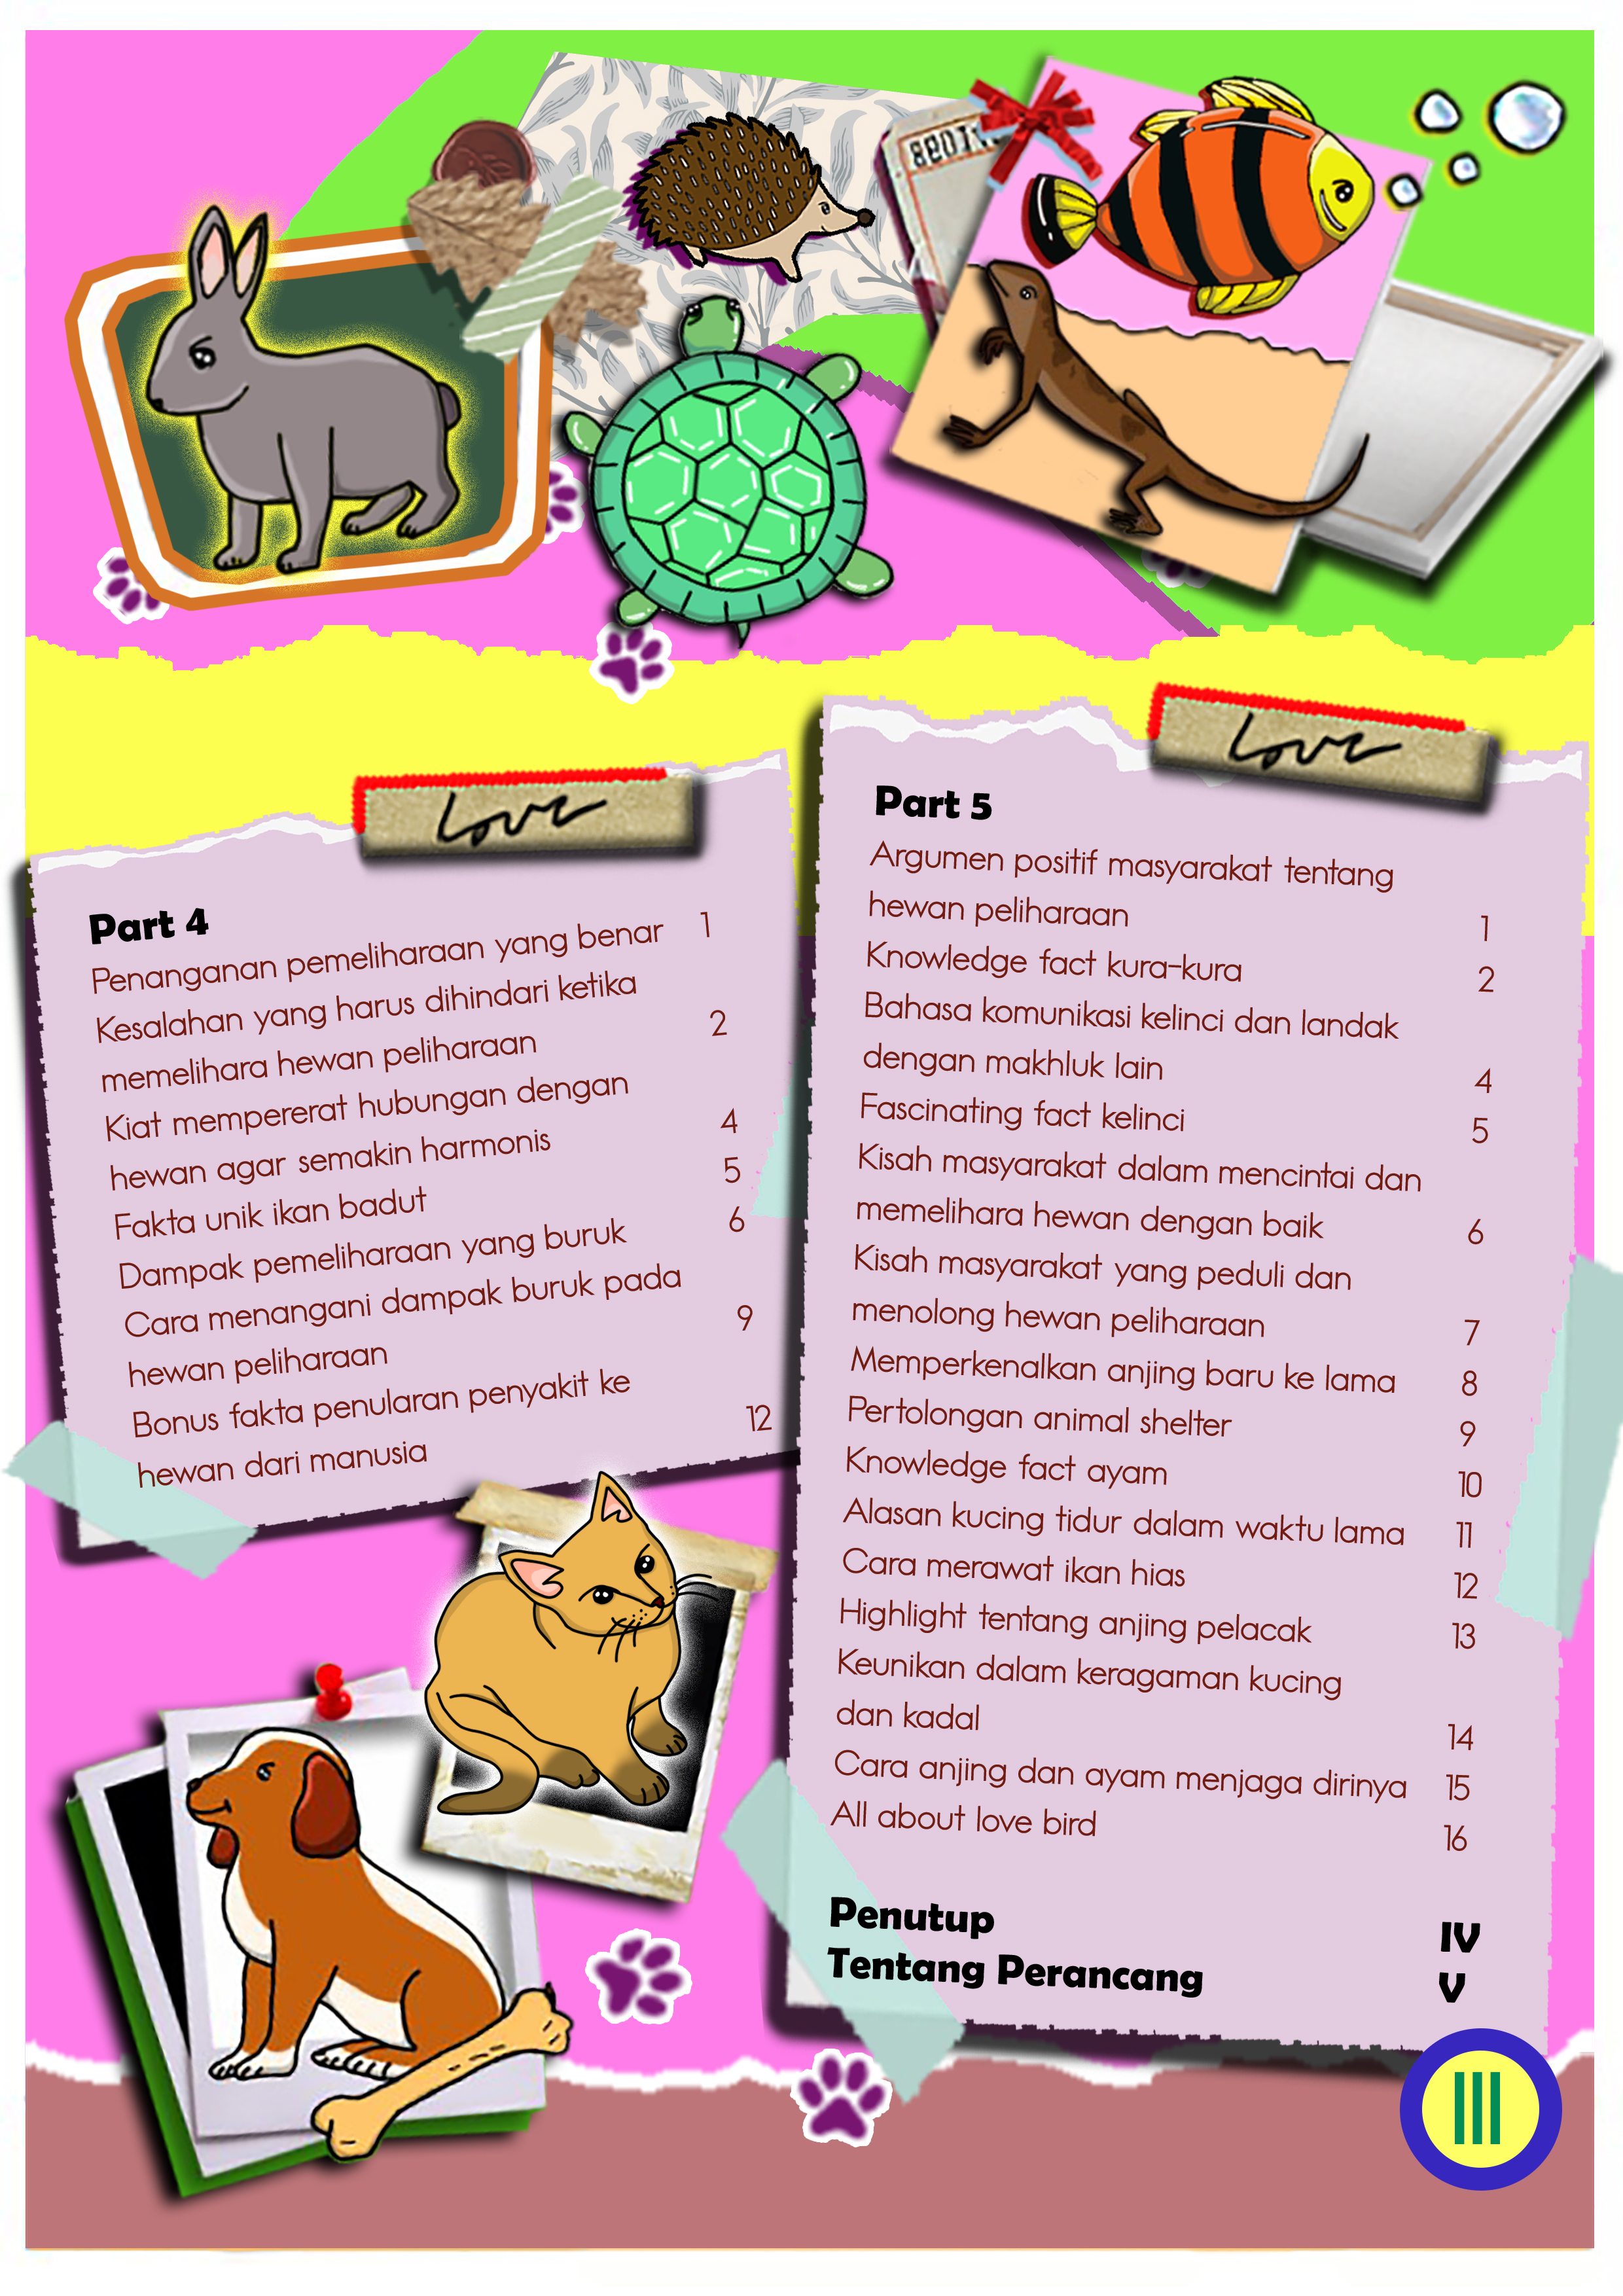 Love
Part 4
Penanganan pemeliharaan yang benar 1
Kesalahan yang harus dihindari ketika
memelihara hewan peliharaan 2
Kiat mempererat hubungan dengan
hewan agar semakin harmonis 4
Fakta unik ikan badut 5
Dampak pemeliharaan yang buruk 6
Cara menangani dampak buruk pada
hewan peliharaan 9
Bonus fakta penularan penyakit ke
hewan dari manusia 12
Love
Part 5
Argumen positif masyarakat tentang
hewan peliharaan 1
Knowledge fact kura-kura 2
Bahasa komunikasi kelinci dan landak
dengan makhluk lain 4
Fascinating fact kelinci 5
Kisah masyarakat dalam mencintai dan
memelihara hewan dengan baik 6
Kisah masyarakat yang peduli dan
menolong hewan peliharaan 7
Memperkenalkan anjing baru ke lama 8
Pertolongan animal shelter 9
Knowledge fact ayam 10
Alasan kucing tidur dalam waktu lama 11
Cara merawat ikan hias 12
Highlight tentang anjing pelacak 13
Keunikan dalam keragaman kucing
dan kadal 14
Cara anjing dan ayam menjaga dirinya 15
All about love bird 16
Penutup IV
Tentang Perancang V
III